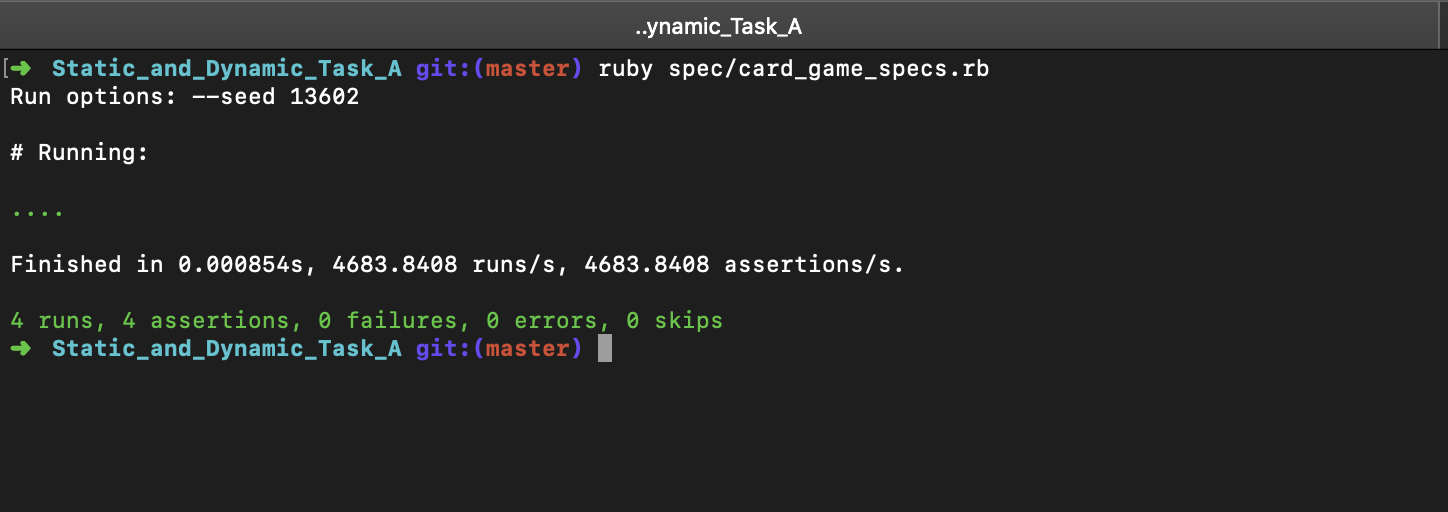 ..ynamic_Task_A
[➜ Static_and_Dynamic_Task_A git:(master) ruby spec/card_game_specs.rb
Run options: --seed 13602
# Running:
....
Finished in 0.000854s, 4683.8408 runs/s, 4683.8408 assertions/s.
4 runs, 4 assertions, 0 failures, 0 errors, 0 skips
➜ Static_and_Dynamic_Task_A git:(master)